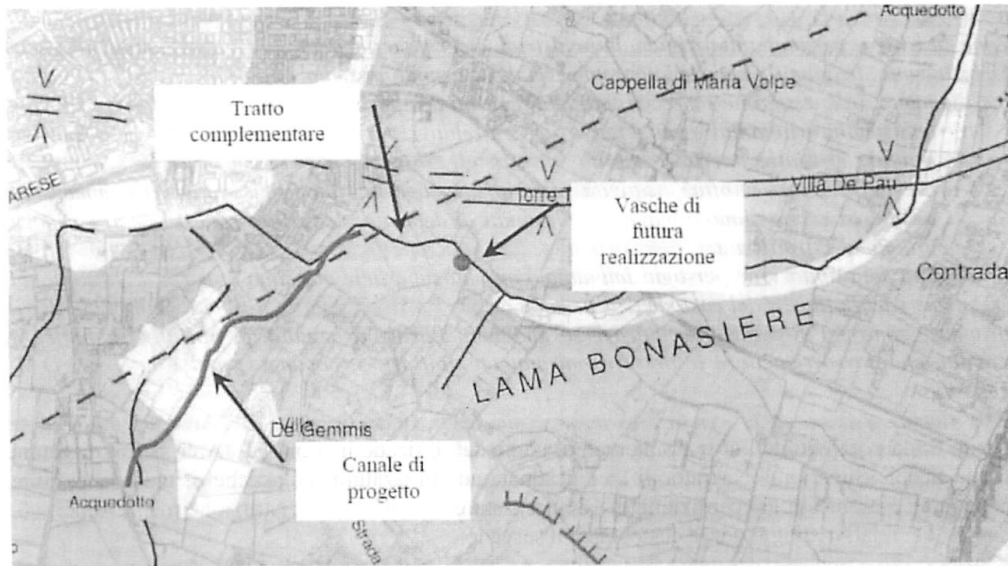 Acquedotto
Cappella di Maria Volpe
Tratto
complementare
ARESE
Torre
Villa De Pau
Vasche di
futura
realizzazione
Contrada
LAMA BONASIERE
Villa
De Gemmis
Canale di
progetto
Acquedotto
Strada